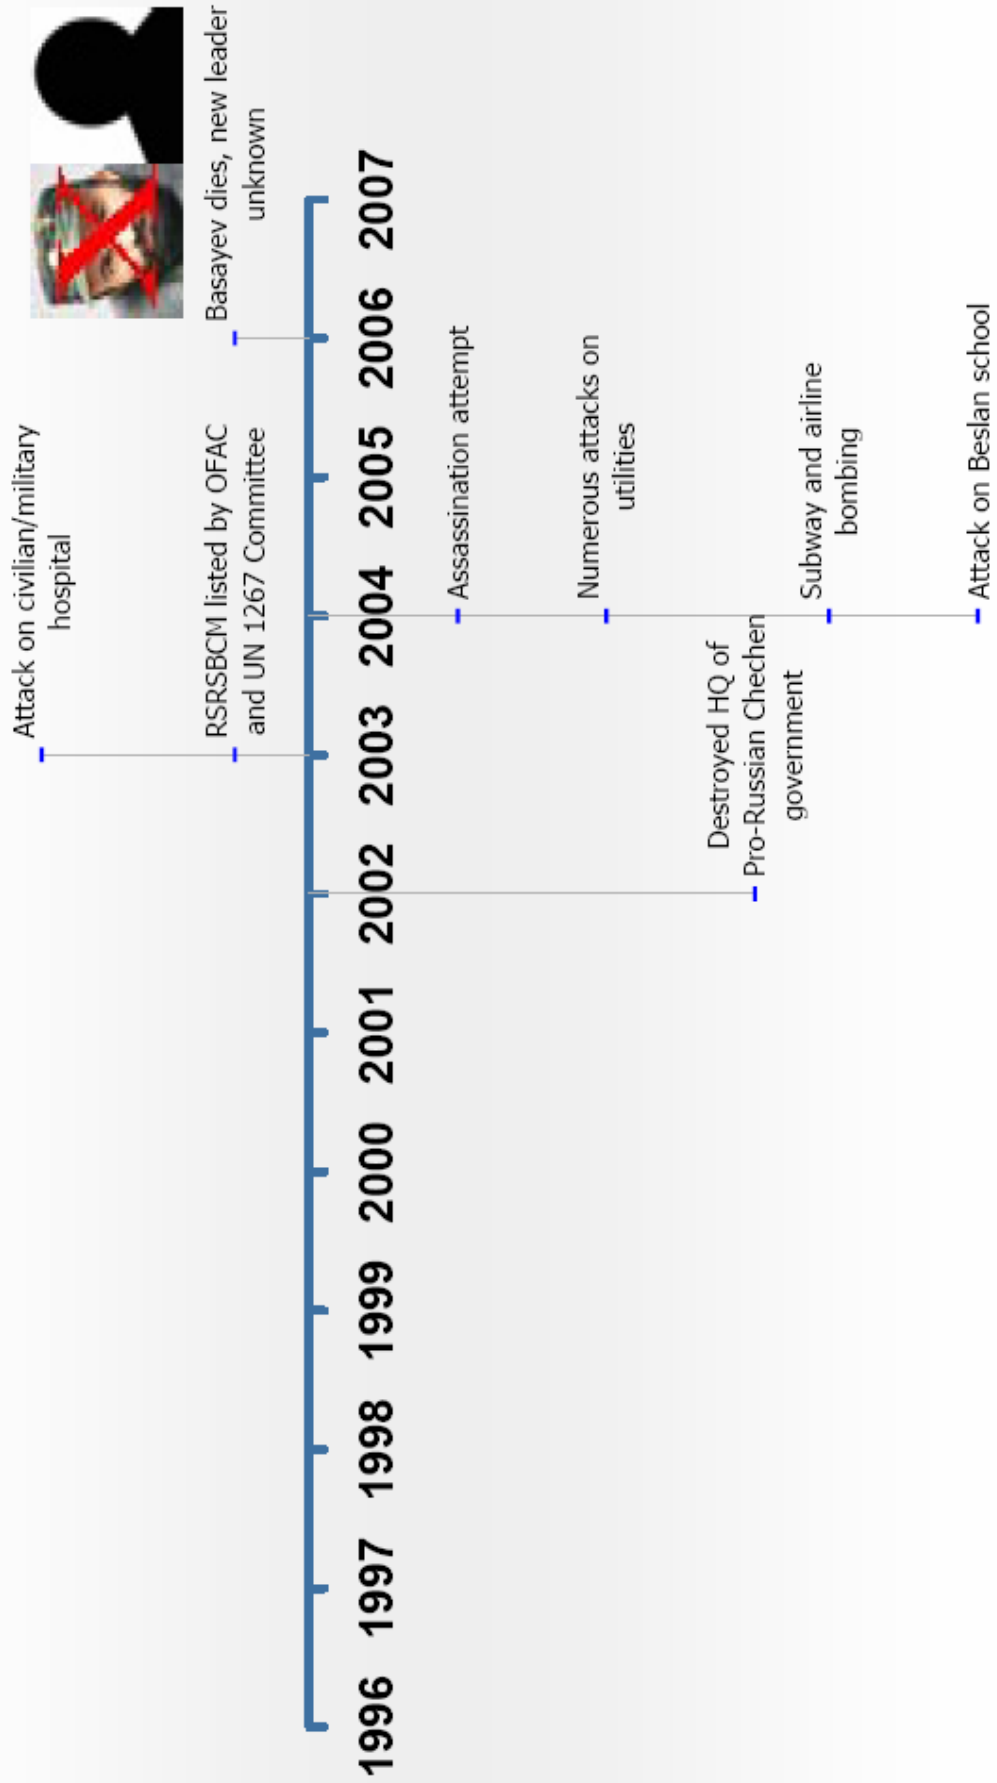 Attack on civilian/military
hospital
RSRSBCM listed by OFAC
and UN 1267 Committee
Basayev dies, new leader
unknown
1996 1997 1998 1999 2000 2001 2002 2003 2004 2005 2006 2007
Assassination attempt
Numerous attacks on
utilities
Destroyed HQ of
Pro-Russian Chechen
government
Subway and airline
bombing
Attack on Beslan school